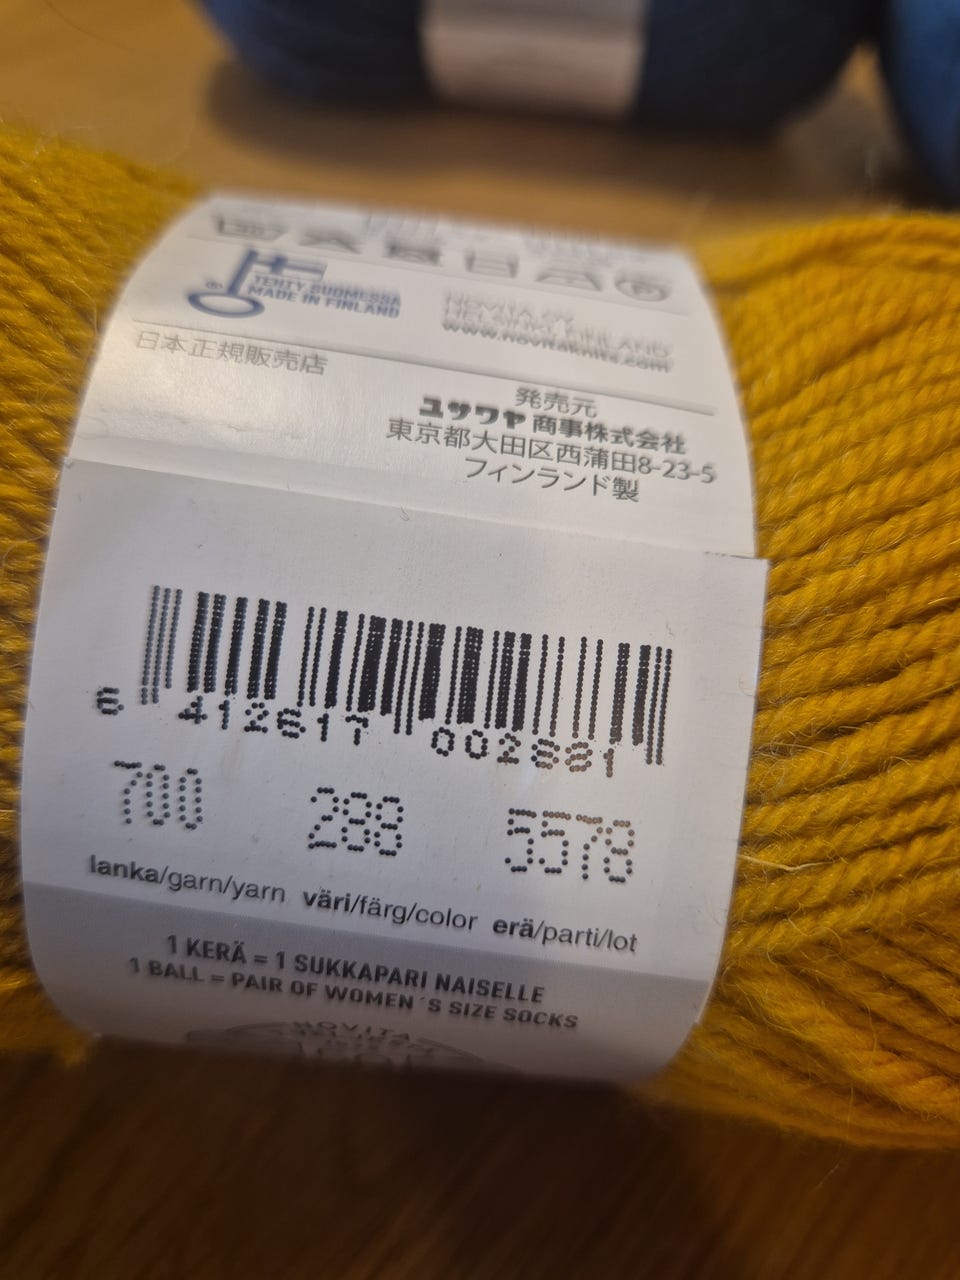 TEHTY SUOMESSA
MADE IN FINLAND
NOVITA OY
HELSINKI FINLAND
www.novitaknits.com
日本正規販売店
発売元
ユザワヤ 商事株式会社
東京都大田区西蒲田8-23-5
フィンランド製
6 412617 002881
700 288 5578
lanka/garn/yarn väri/färg/color erä/parti/lot
1 KERÄ = 1 SUKKAPARI NAISELLE
1 BALL = PAIR OF WOMEN´S SIZE SOCKS
NOVITA